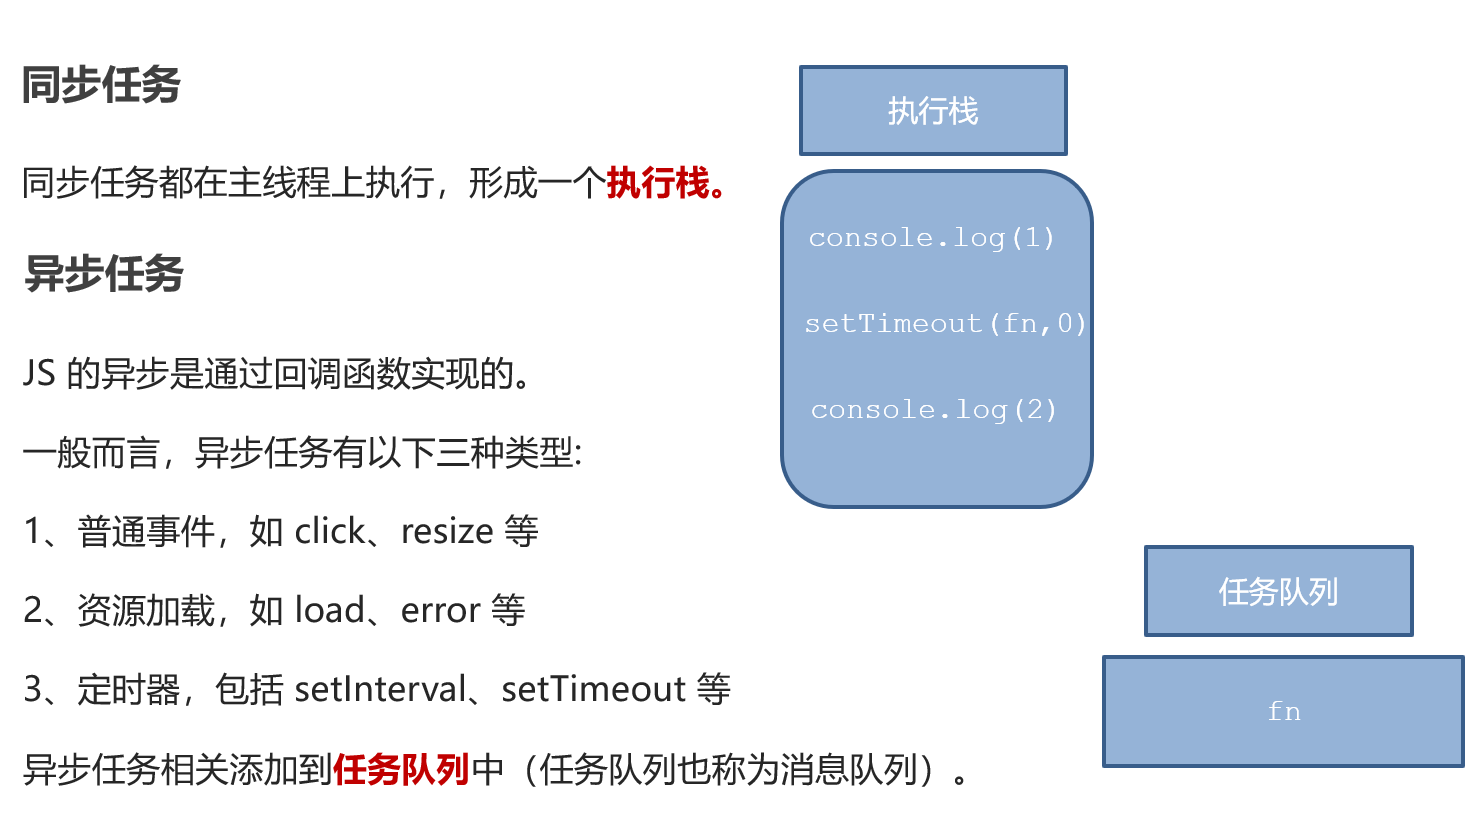 同步任务
同步任务都在主线程上执行，形成一个执行栈。
异步任务
JS 的异步是通过回调函数实现的。
一般而言，异步任务有以下三种类型:
1、普通事件，如 click、resize 等
2、资源加载，如 load、error 等
3、定时器，包括 setInterval、setTimeout 等
异步任务相关添加到任务队列中（任务队列也称为消息队列）。
执行栈
console.log(1)
setTimeout(fn,0)
console.log(2)
任务队列
fn